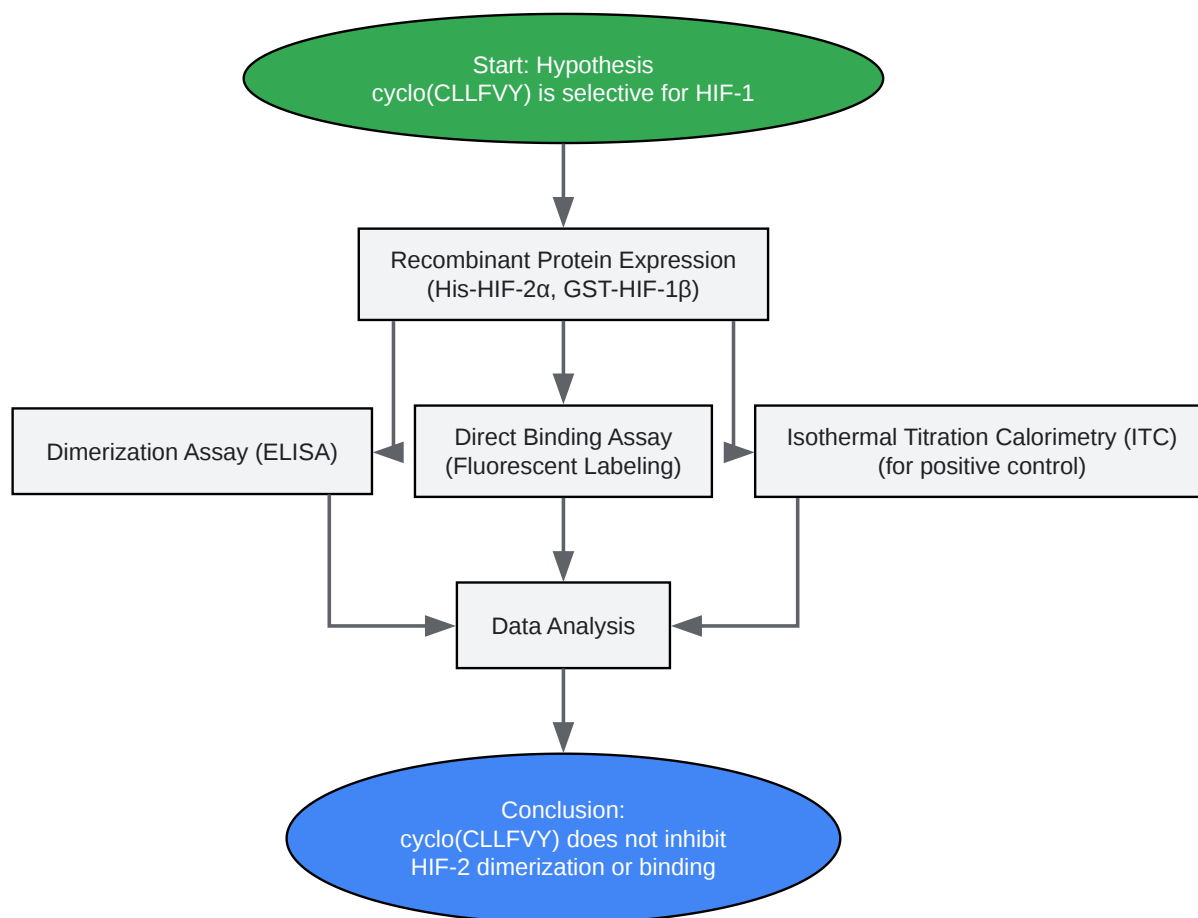 Start: Hypothesis
cyclo(CLLFVY) is selective for HIF-1
Recombinant Protein Expression
(His-HIF-2α, GST-HIF-1β)
Dimerization Assay (ELISA)
Direct Binding Assay
(Fluorescent Labeling)
Isothermal Titration Calorimetry (ITC)
(for positive control)
Data Analysis
Conclusion:
cyclo(CLLFVY) does not inhibit
HIF-2 dimerization or binding